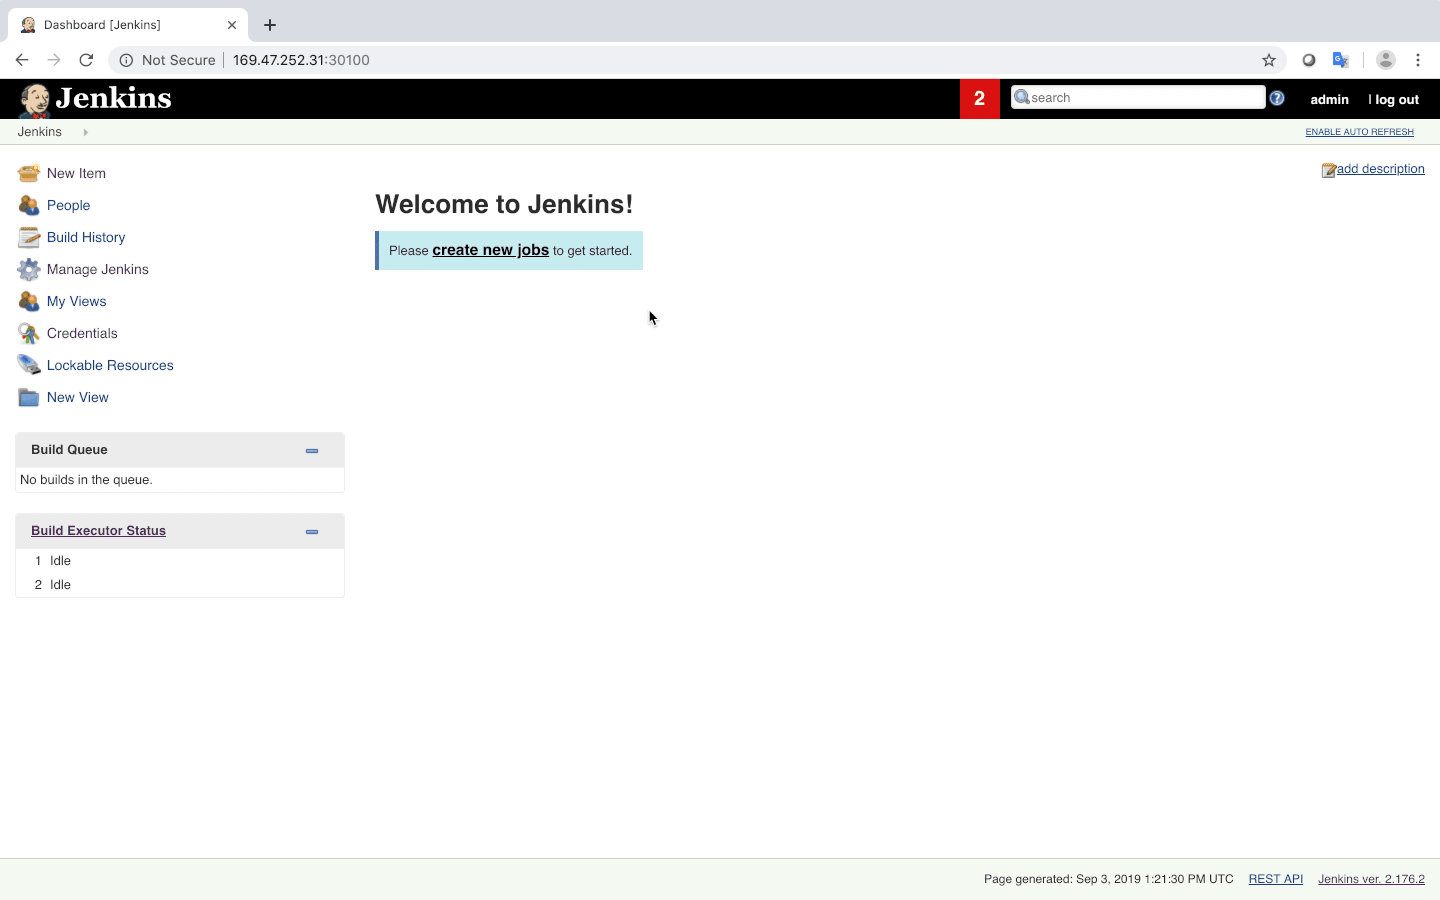 Dashboard [Jenkins]
Not Secure
169.47.252.31:30100
Jenkins
2
search
admin
| log out
Jenkins
ENABLE AUTO REFRESH
New Item
People
Build History
Manage Jenkins
My Views
Credentials
Lockable Resources
New View
add description
Welcome to Jenkins!
Please create new jobs to get started.
Build Queue
No builds in the queue.
Build Executor Status
1 Idle
2 Idle
Page generated: Sep 3, 2019 1:21:30 PM UTC
REST API
Jenkins ver. 2.176.2